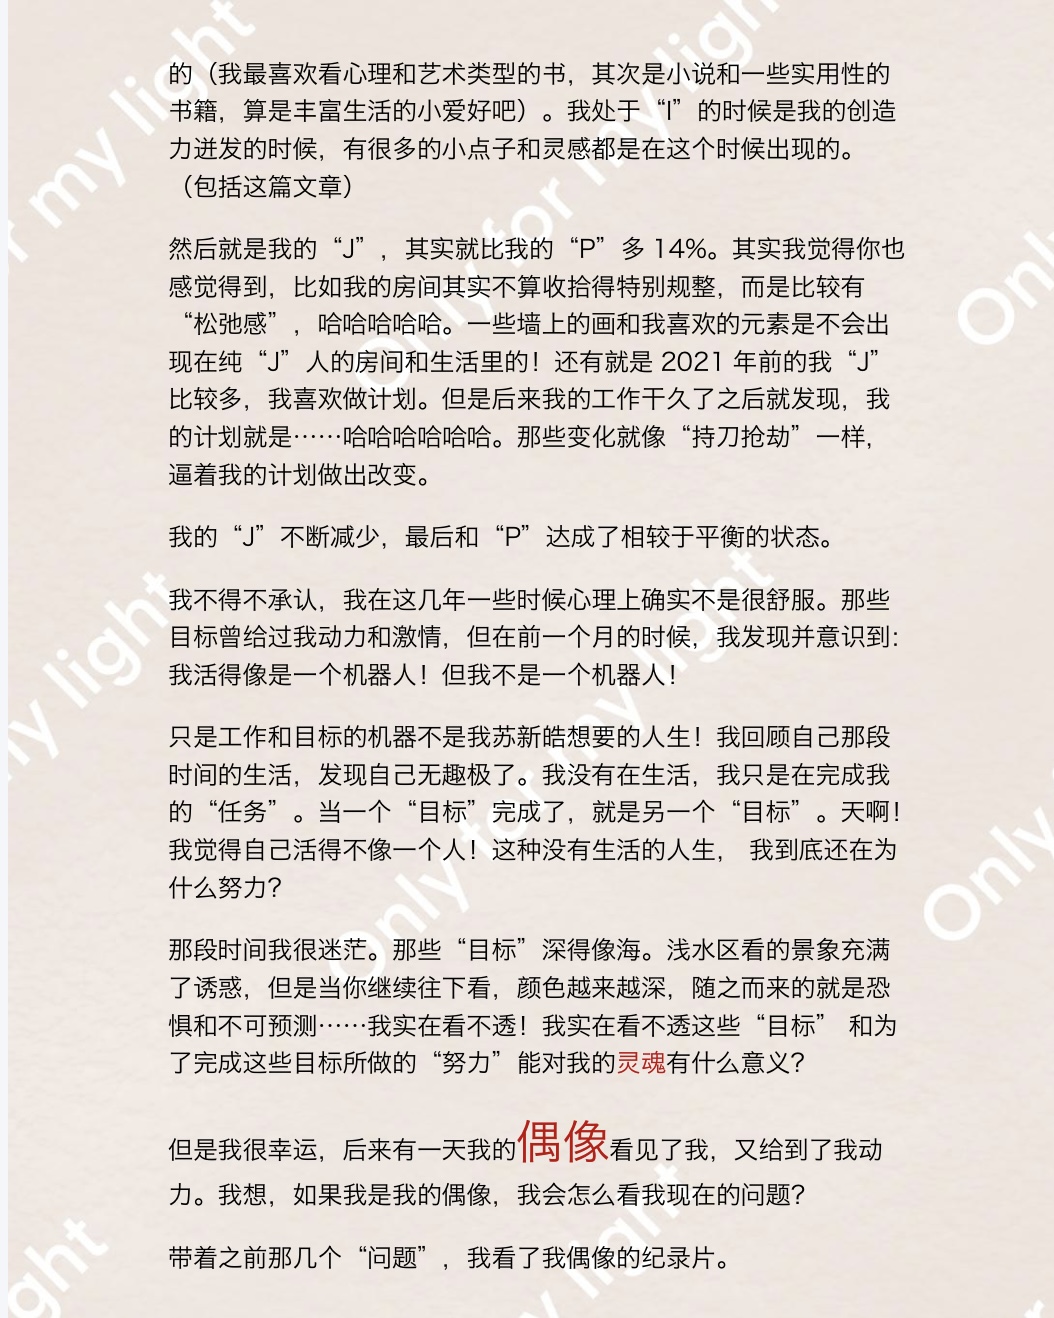 的（我最喜欢看心理和艺术类型的书，其次是小说和一些实用性的
书籍，算是丰富生活的小爱好吧）。我处于“I”的时候是我的创造
力迸发的时候，有很多的小点子和灵感都是在这个时候出现的。
（包括这篇文章）
然后就是我的“J”，其实就比我的“P”多 14%。其实我觉得你也
感觉得到，比如我的房间其实不算收拾得特别规整，而是比较有
“松弛感”，哈哈哈哈哈。一些墙上的画和我喜欢的元素是不会出
现在纯“J”人的房间和生活里的！还有就是 2021 年前的我“J”
比较多，我喜欢做计划。但是后来我的工作干久了之后就发现，我
的计划就是……哈哈哈哈哈哈。那些变化就像“持刀抢劫”一样，
逼着我的计划做出改变。
我的“J”不断减少，最后和“P”达成了相较于平衡的状态。
我不得不承认，我在这几年一些时候心理上确实不是很舒服。那些
目标曾给过我动力和激情，但在前一个月的时候，我发现并意识到：
我活得像是一个机器人！但我不是一个机器人！
只是工作和目标的机器不是我苏新皓想要的人生！我回顾自己那段
时间的生活，发现自己无趣极了。我没有在生活，我只是在完成我
的“任务”。当一个“目标”完成了，就是另一个“目标”。天啊！
我觉得自己活得不像一个人！这种没有生活的人生， 我到底还在为
什么努力？
那段时间我很迷茫。那些“目标”深得像海。浅水区看的景象充满
了诱惑，但是当你继续往下看，颜色越来越深，随之而来的就是恐
惧和不可预测……我实在看不透！我实在看不透这些“目标” 和为
了完成这些目标所做的“努力”能对我的灵魂有什么意义？
但是我很幸运，后来有一天我的偶像看见了我，又给到了我动
力。我想，如果我是我的偶像，我会怎么看我现在的问题？
带着之前那几个“问题”，我看了我偶像的纪录片。
Only for my light